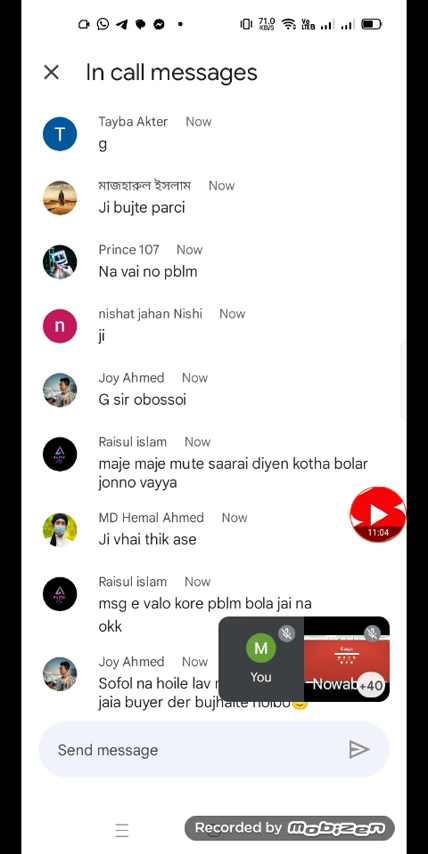 71.0
KB/S
Vo
LTE
In call messages
T
Tayba Akter Now
g
মাজহারুল ইসলাম Now
Ji bujte parci
Prince 107 Now
Na vai no pblm
n
nishat jahan Nishi Now
ji
Joy Ahmed Now
G sir obossoi
Raisul islam Now
maje maje mute saarai diyen kotha bolar
jonno vayya
11:04
MD Hemal Ahmed Now
Ji vhai thik ase
Raisul islam Now
msg e valo kore pblm bola jai na
okk
M
You
Nowab
+40
Joy Ahmed Now
Sofol na hoile lav
jaia buyer der bujhaite hoibo
Send message
Recorded by Mobizen